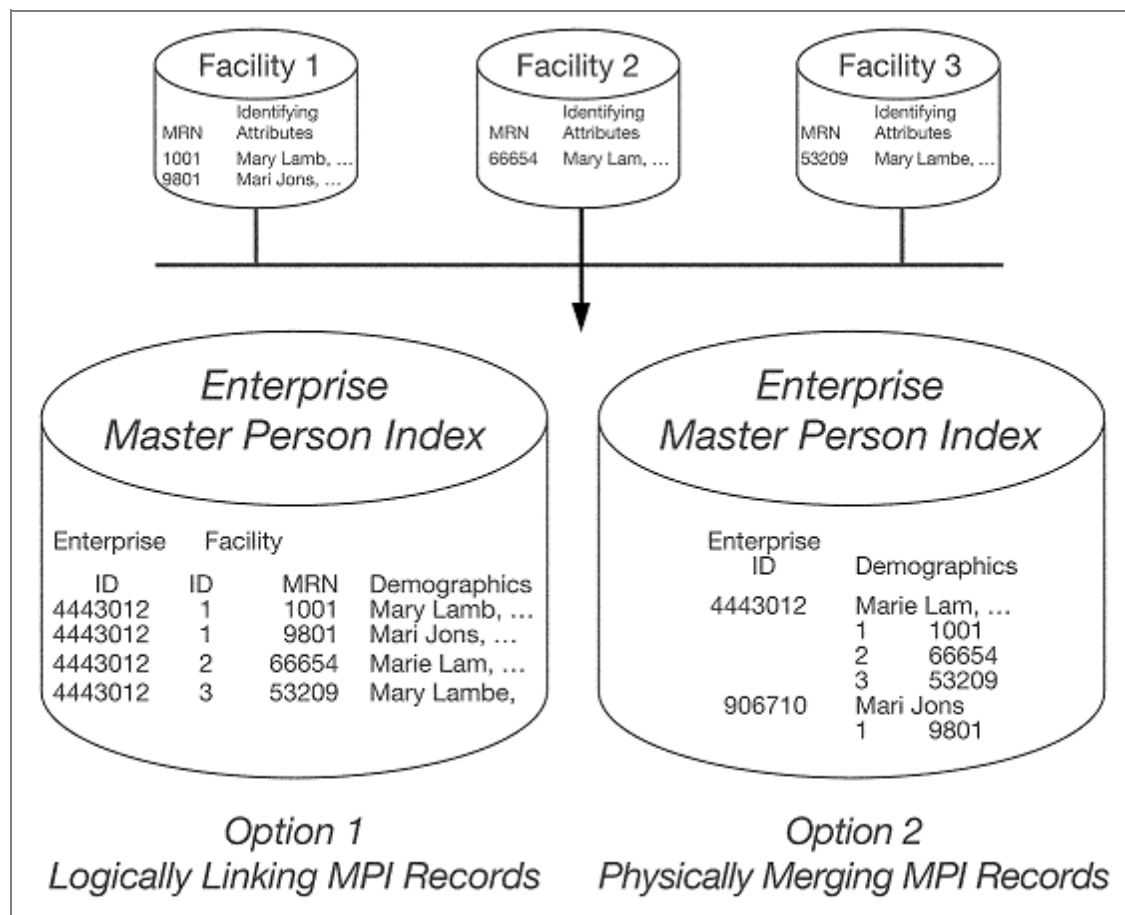 Facility 1
Identifying
MRN Attributes
1001 Mary Lamb, ...
9801 Mari Jons, ...
Facility 2
Identifying
MRN Attributes
66654 Mary Lam, ...
Facility 3
Identifying
MRN Attributes
53209 Mary Lambe, ...
Enterprise
Master Person Index
Enterprise Facility
ID ID MRN Demographics
4443012 1 1001 Mary Lamb, ...
4443012 1 9801 Mari Jons, ...
4443012 2 66654 Marie Lam, ...
4443012 3 53209 Mary Lambe,
Option 1
Logically Linking MPI Records
Enterprise
Master Person Index
Enterprise
ID Demographics
4443012 Marie Lam, ...
1 1001
2 66654
3 53209
906710 Mari Jons
1 9801
Option 2
Physically Merging MPI Records